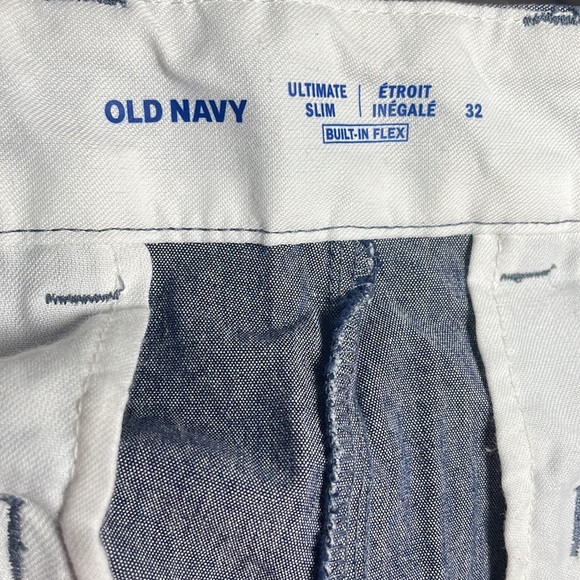 OLD NAVY
ULTIMATE
SLIM
ÉTROIT
INÉGALÉ
BUILT-IN FLEX
32